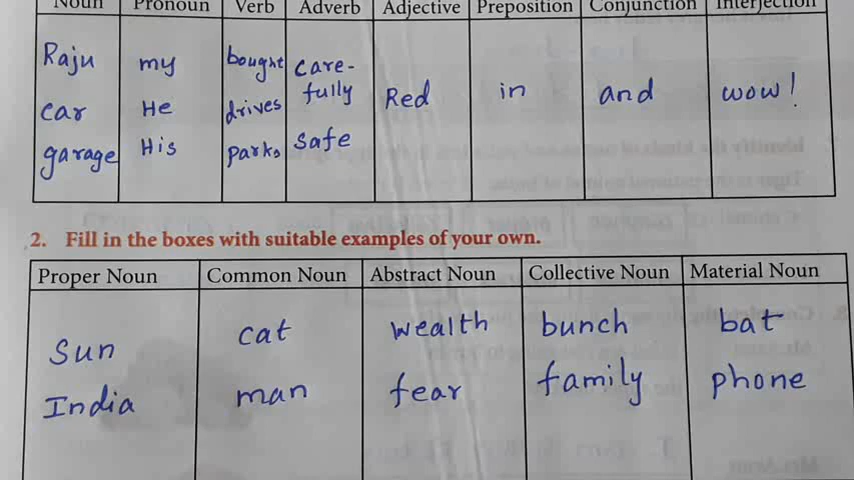 Noun Pronoun Verb Adverb Adjective Preposition Conjunction Interjection
Raju my bought care-
fully Red in and wow!
car He drives
garage His parks safe
2. Fill in the boxes with suitable examples of your own.
Proper Noun Common Noun Abstract Noun Collective Noun Material Noun
Sun cat wealth bunch bat
India man fear family phone